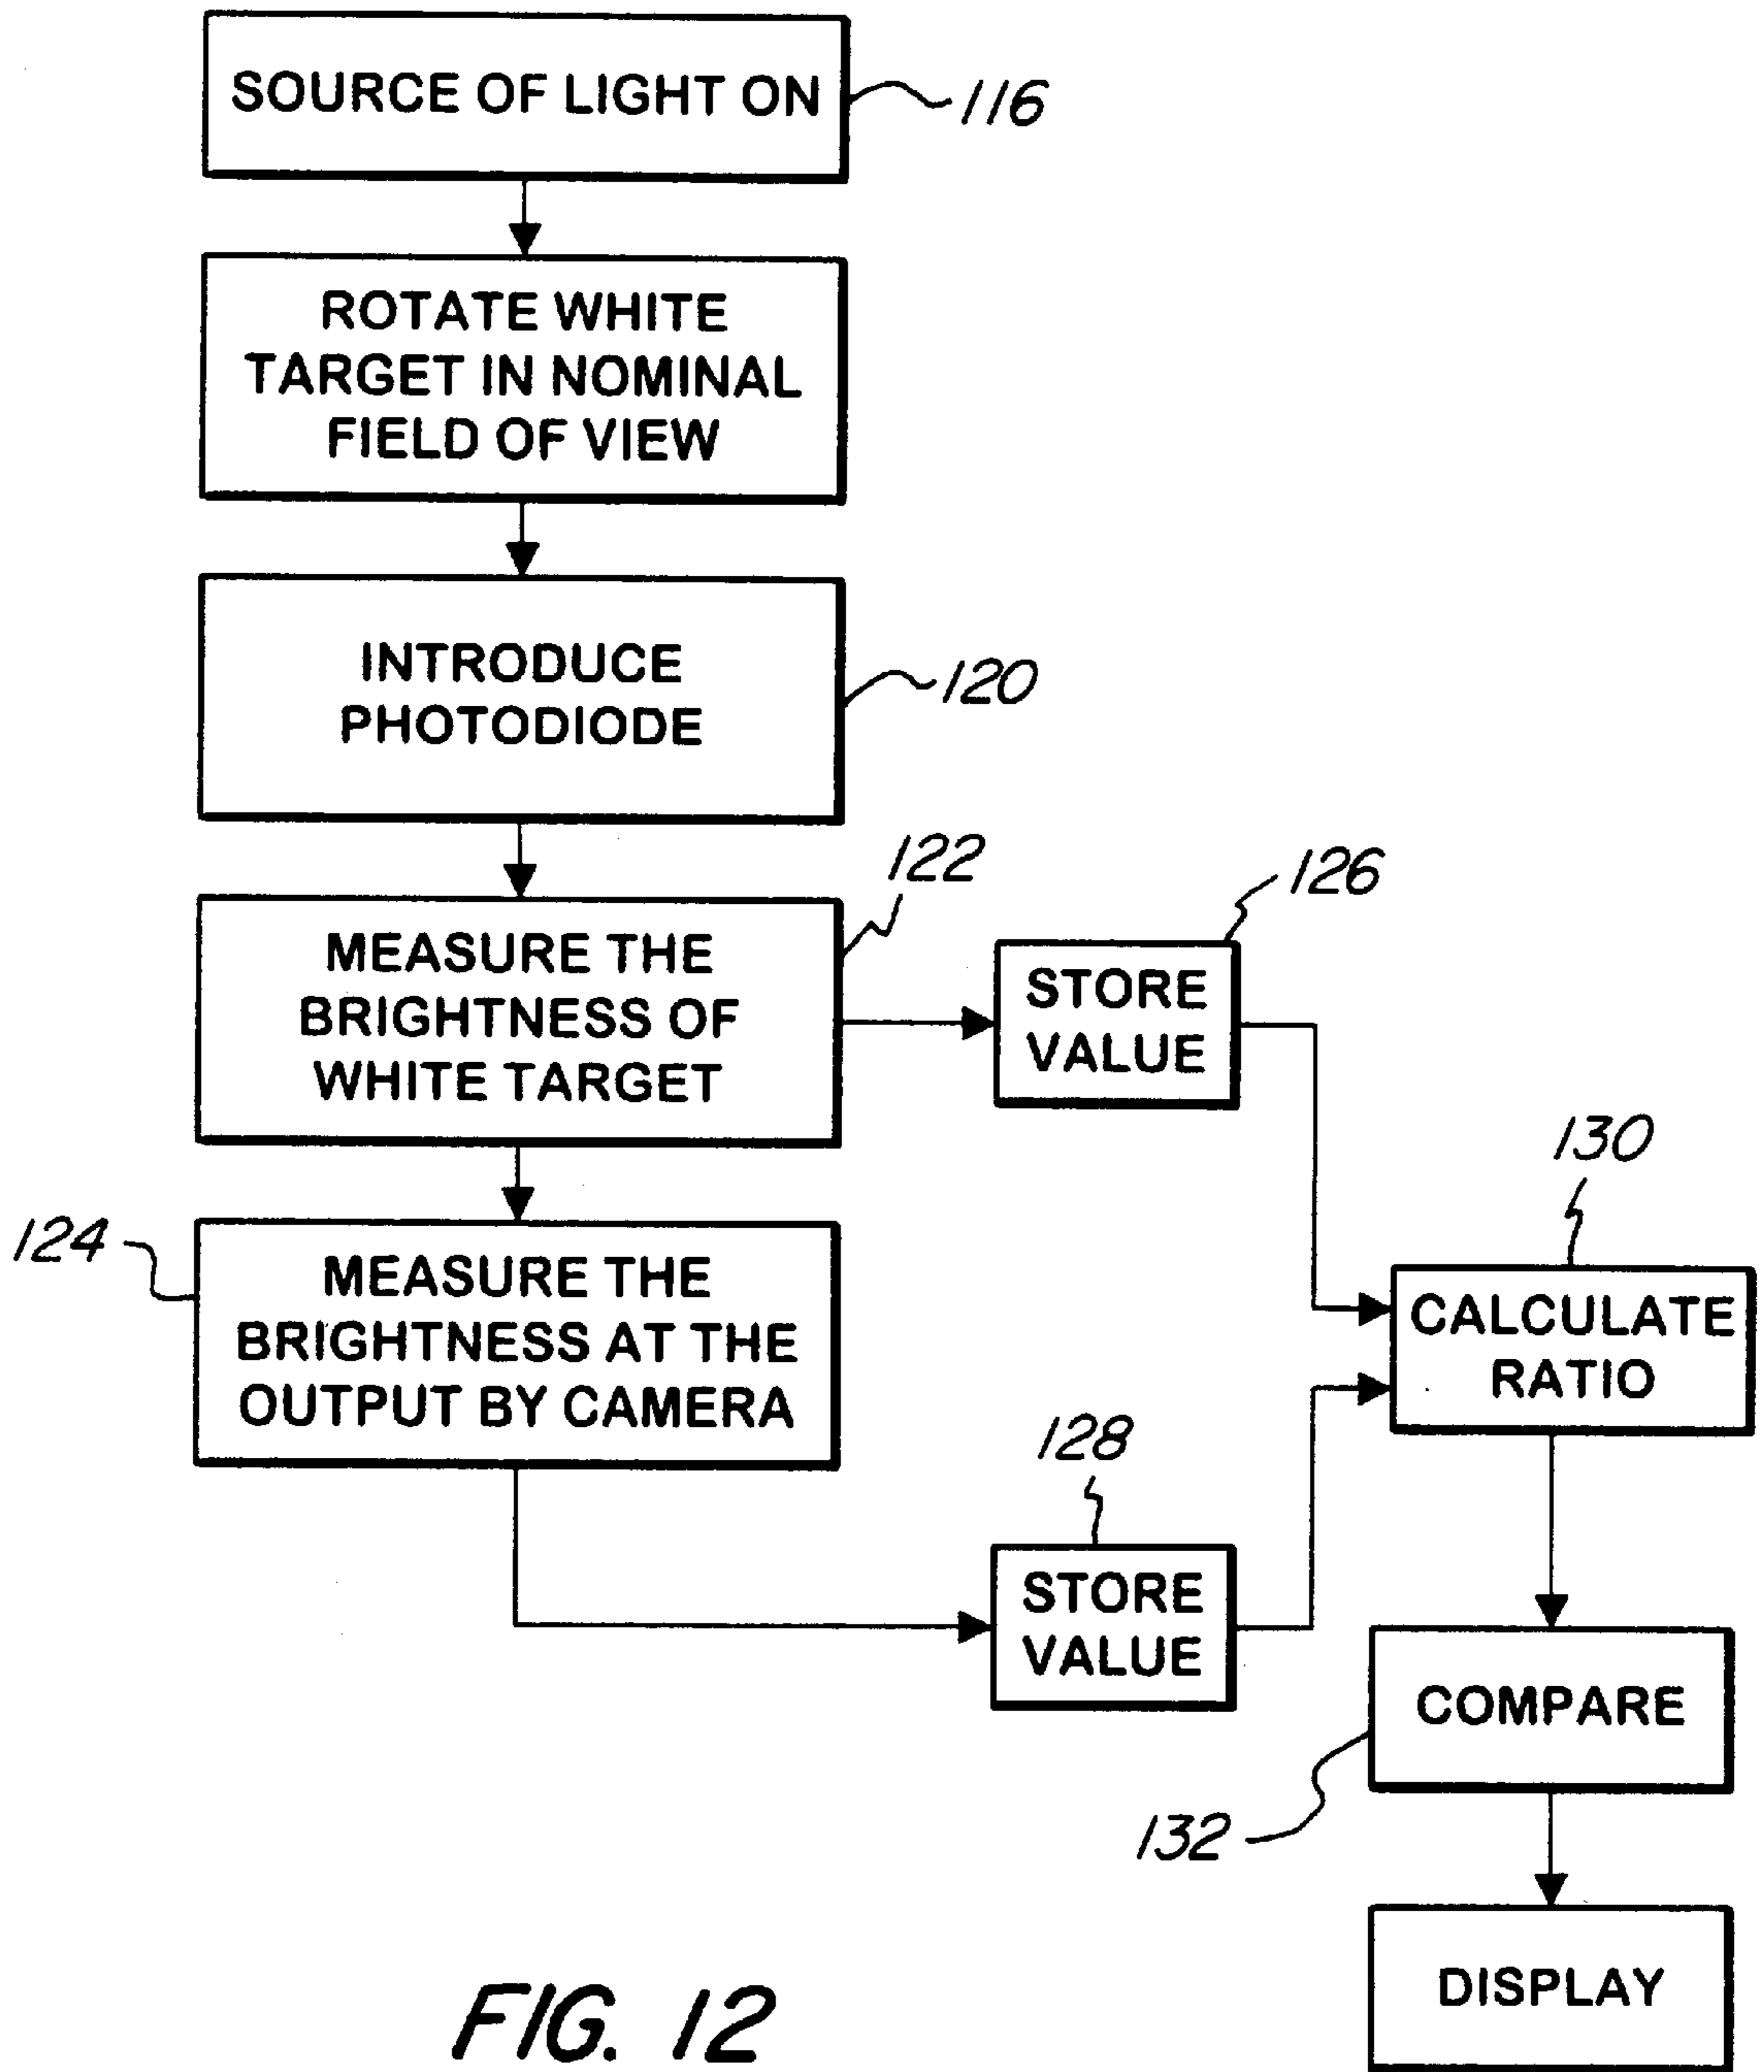 SOURCE OF LIGHT ON
116
ROTATE WHITE
TARGET IN NOMINAL
FIELD OF VIEW
INTRODUCE
PHOTODIODE
120
122
MEASURE THE
BRIGHTNESS OF
WHITE TARGET
126
STORE
VALUE
124
MEASURE THE
BRIGHTNESS AT THE
OUTPUT BY CAMERA
128
STORE
VALUE
130
CALCULATE
RATIO
COMPARE
132
DISPLAY
FIG. 12